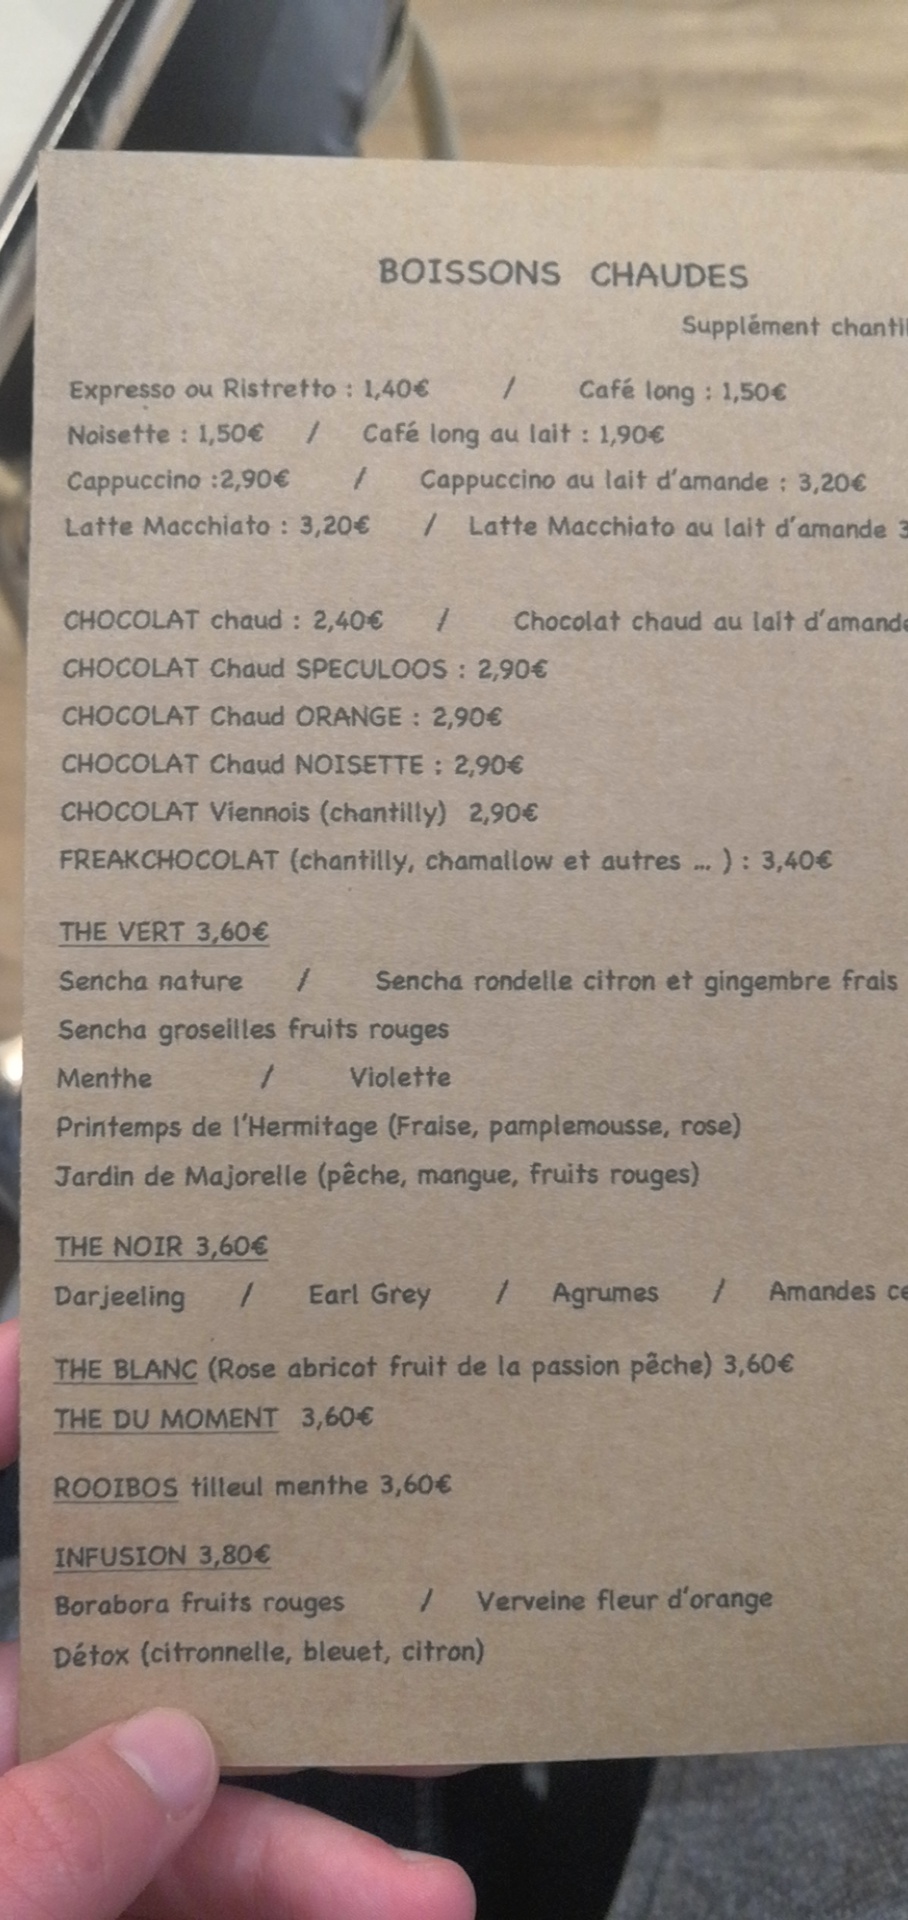 BOISSONS CHAUDES
Supplément
Expresso ou Ristretto : 1,40€ / Café long : 1,50€
Noisette : 1,50€ / Café long au lait : 1,90€
Cappuccino :2,90€ / Cappuccino au lait d'amande : 3,20€
Latte Macchiato : 3,20€ / Latte Macchiato au lait d'amande
CHOCOLAT chaud : 2,40€ / Chocolat chaud au lait
CHOCOLAT Chaud SPECULOOS : 2,90€
CHOCOLAT Chaud ORANGE : 2,90€
CHOCOLAT Chaud NOISETTE : 2,90€
CHOCOLAT Viennois (chantilly) 2,90€
FREAKCHOCOLAT (chantilly, chamallow et autres ... ) : 3,40€
THE VERT 3,60€
Sencha nature / Sencha rondelle citron et gingembre frais
Sencha groseilles fruits rouges
Menthe / Violette
Printemps de l'Hermitage (Fraise, pamplemousse, rose)
Jardin de Majorelle (pêche, mangue, fruits rouges)
THE NOIR 3,60€
Darjeeling / Earl Grey / Agrumes / Amandes
THE BLANC (Rose abricot fruit de la passion pêche) 3,60€
THE DU MOMENT 3,60€
ROOIBOS tilleul menthe 3,60€
INFUSION 3,80€
Borabora fruits rouges / Verveine fleur d'orange
Détox (citronnelle, bleuet, citron)